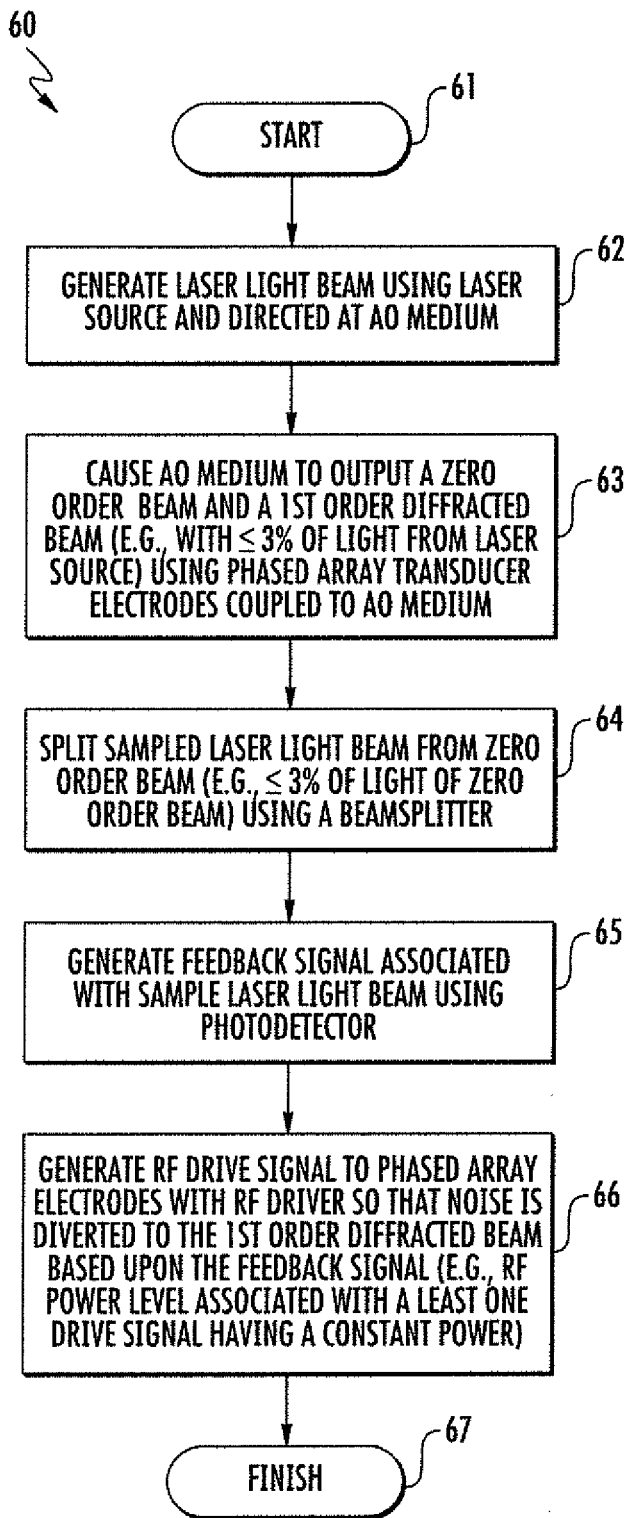 60
61
START
62
GENERATE LASER LIGHT BEAM USING LASER
SOURCE AND DIRECTED AT AO MEDIUM
63
CAUSE AO MEDIUM TO OUTPUT A ZERO
ORDER BEAM AND A 1ST ORDER DIFFRACTED
BEAM (E.G., WITH ≤ 3% OF LIGHT FROM LASER
SOURCE) USING PHASED ARRAY TRANSDUCER
ELECTRODES COUPLED TO AO MEDIUM
64
SPLIT SAMPLED LASER LIGHT BEAM FROM ZERO
ORDER BEAM (E.G., ≤ 3% OF LIGHT OF ZERO
ORDER BEAM) USING A BEAMSPLITTER
65
GENERATE FEEDBACK SIGNAL ASSOCIATED
WITH SAMPLE LASER LIGHT BEAM USING
PHOTODETECTOR
66
GENERATE RF DRIVE SIGNAL TO PHASED ARRAY
ELECTRODES WITH RF DRIVER SO THAT NOISE IS
DIVERTED TO THE 1ST ORDER DIFFRACTED BEAM
BASED UPON THE FEEDBACK SIGNAL (E.G., RF
POWER LEVEL ASSOCIATED WITH A LEAST ONE
DRIVE SIGNAL HAVING A CONSTANT POWER)
67
FINISH